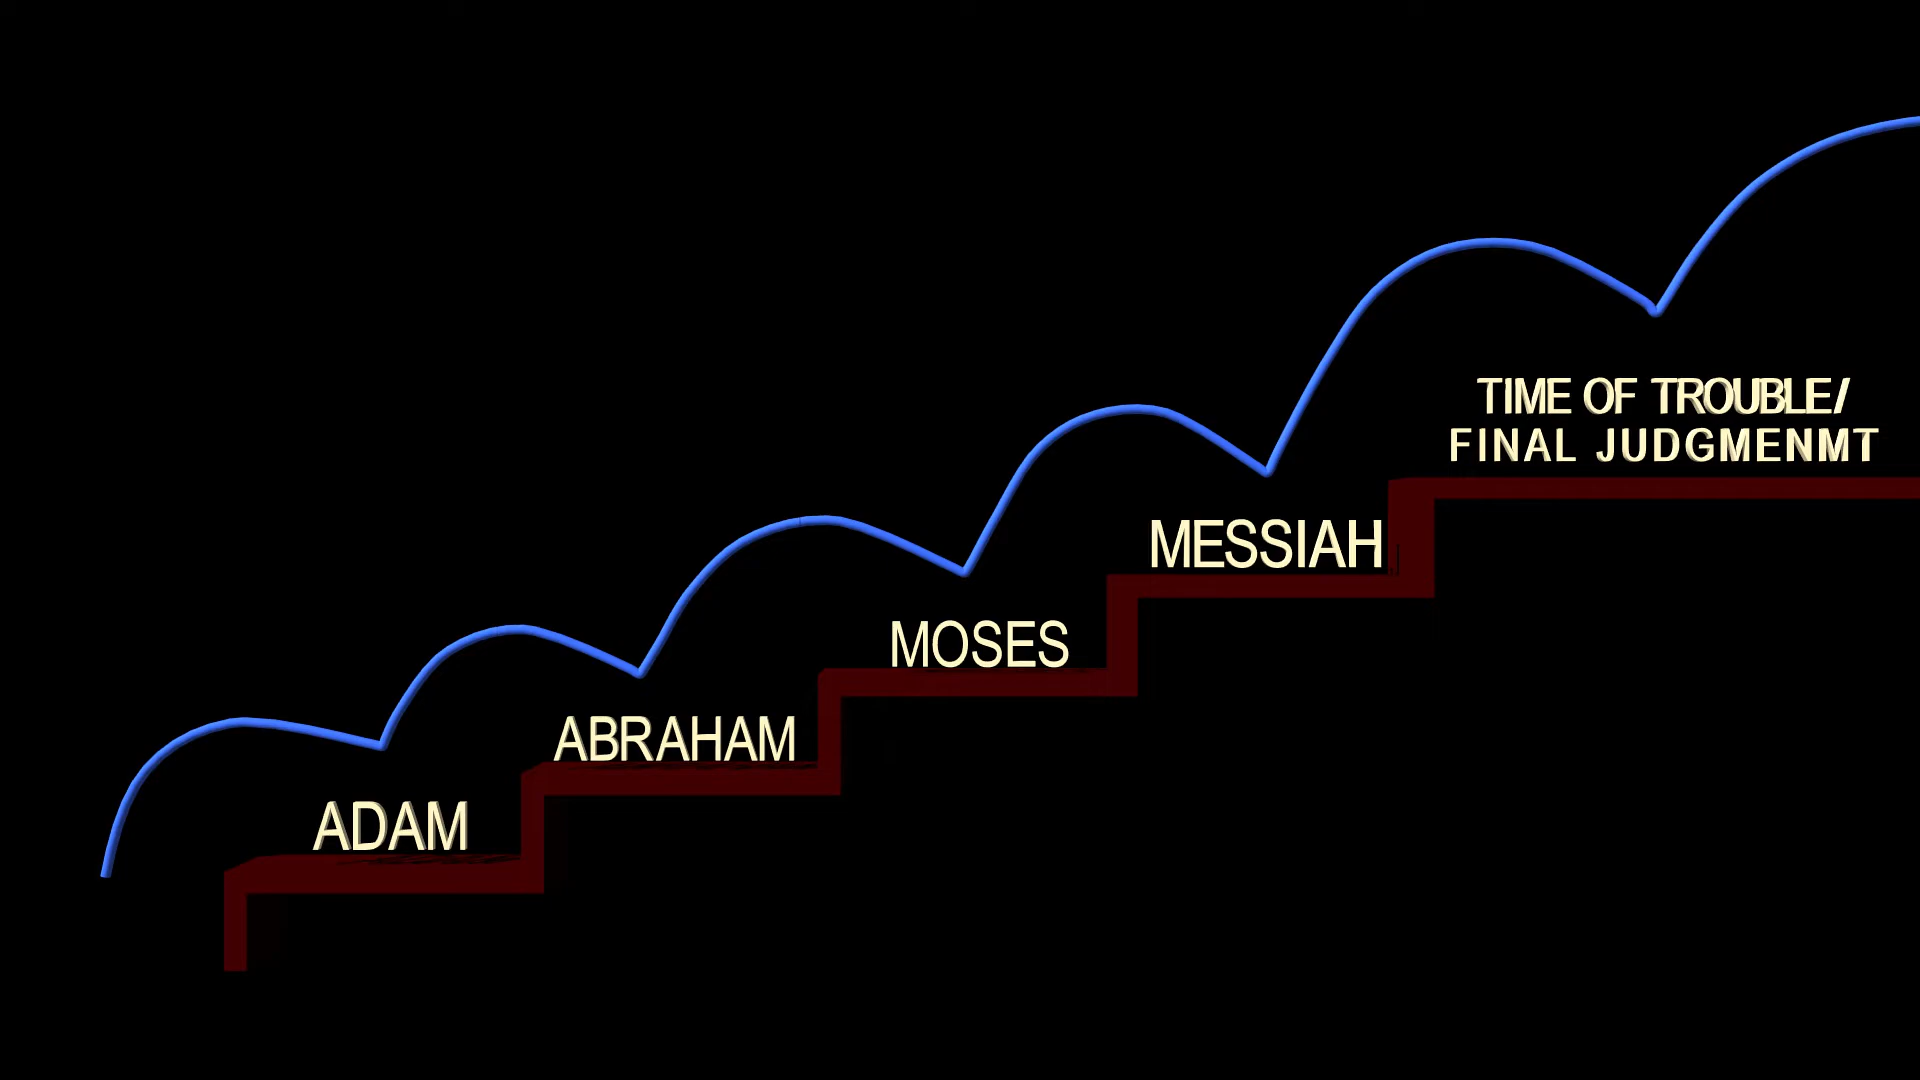 TIME OF TROUBLE/
FINAL JUDGMENMT
MESSIAH
MOSES
ABRAHAM
ADAM